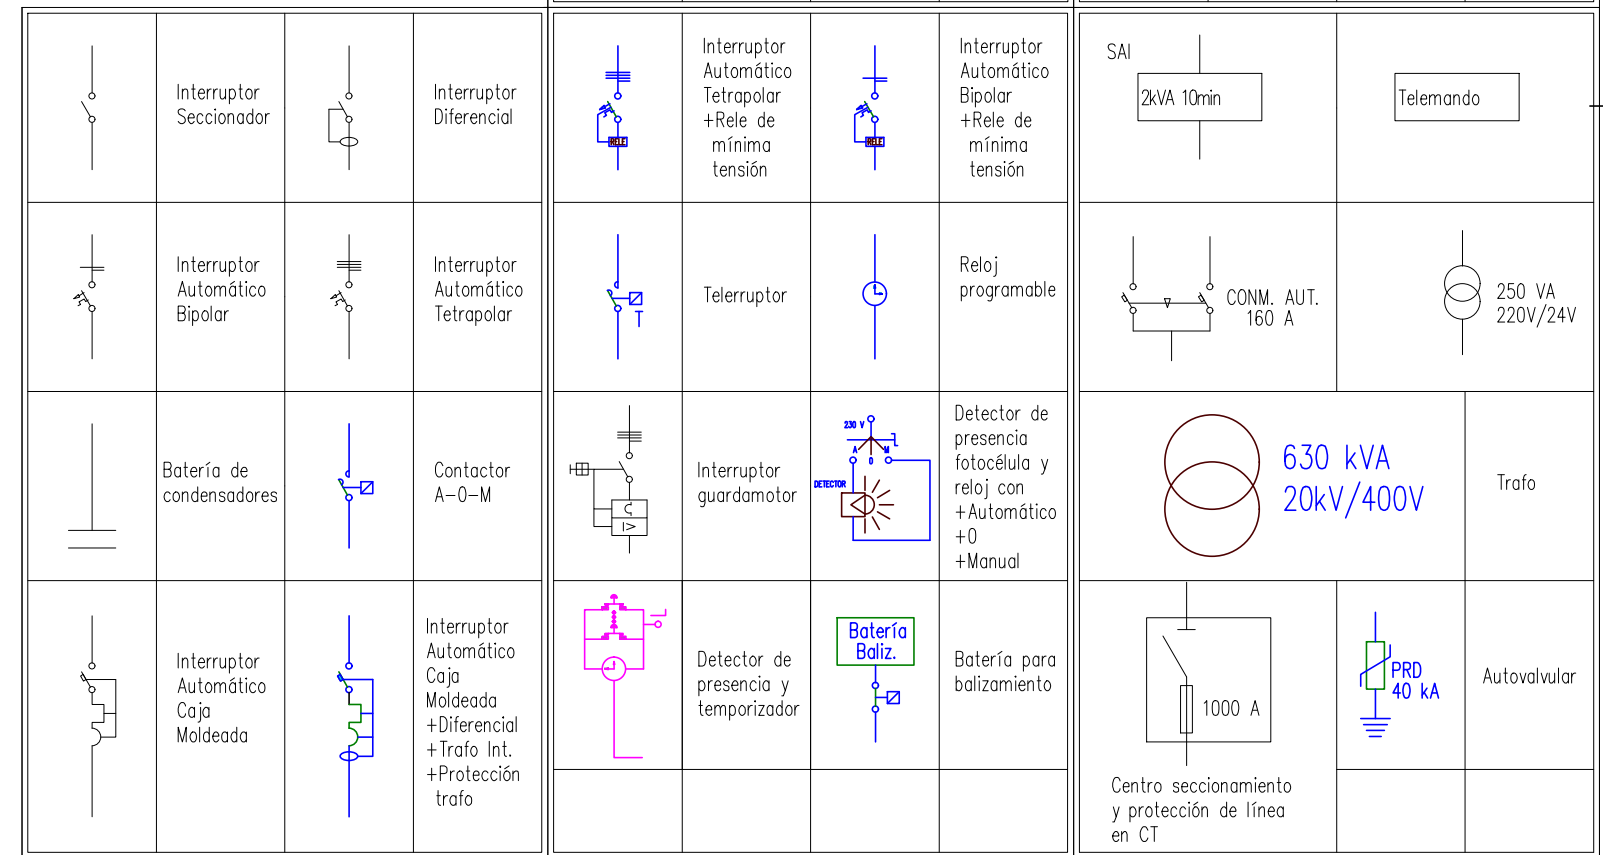 Interruptor
Seccionador
Interruptor
Diferencial
Interruptor
Automático
Bipolar
Interruptor
Automático
Tetrapolar
Batería de
condensadores
Contactor
A-O-M
Interruptor
Automático
Caja
Moldeada
Interruptor
Automático
Caja
Moldeada
+Diferencial
+Trafo Int.
+Protección
trafo
RELE
Interruptor
Automático
Tetrapolar
+Rele de
mínima
tensión
RELE
Interruptor
Automático
Bipolar
+Rele de
mínima
tensión
T
Telerruptor
Reloj
programable
I>
Interruptor
guardamotor
230 V
A
0
M
DETECTOR
Detector de
presencia
fotocélula y
reloj con
+Automático
+0
+Manual
Detector de
presencia y
temporizador
Batería
Baliz.
Batería para
balizamiento
SAI
2kVA 10min
Telemando
CONM. AUT.
160 A
250 VA
220V/24V
630 kVA
20kV/400V
Trafo
1000 A
Centro seccionamiento
y protección de línea
en CT
PRD
40 kA
Autovalvular